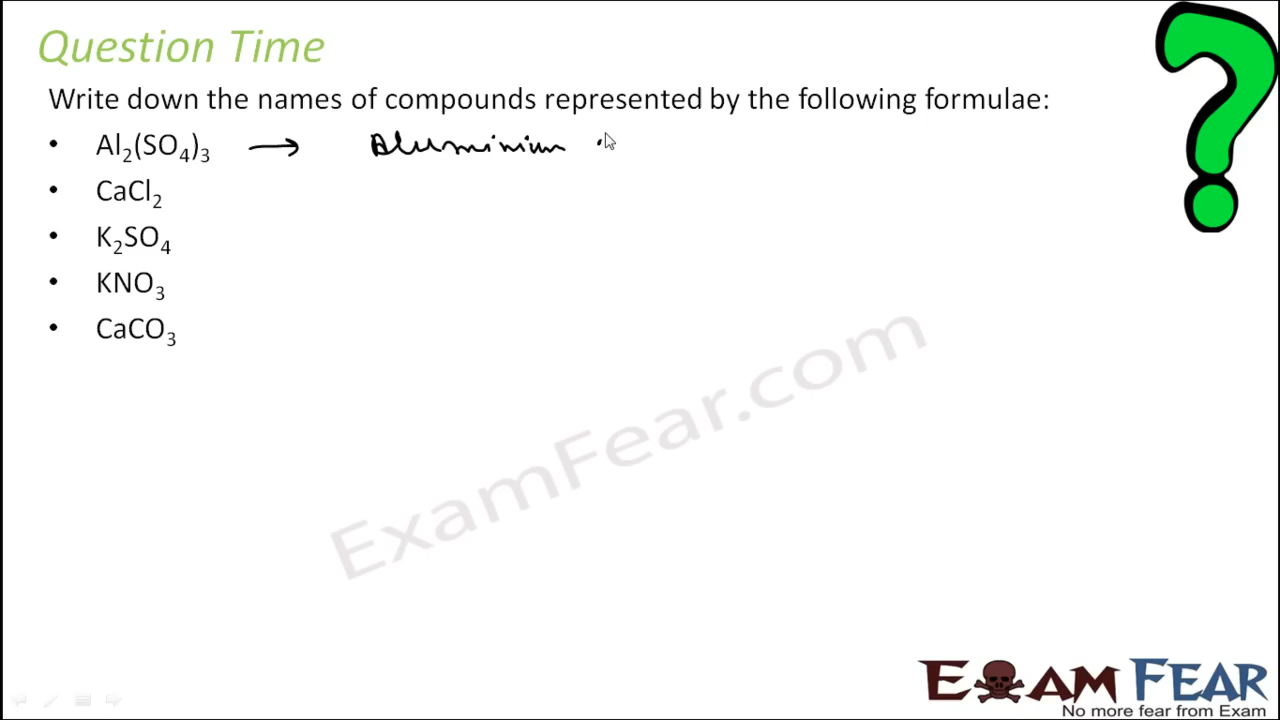 Question Time
Write down the names of compounds represented by the following formulae:
• Al₂(SO₄)₃ → Aluminium
• CaCl₂
• K₂SO₄
• KNO₃
• CaCO₃
ExamFear.com
EXAM FEAR
No more fear from Exam